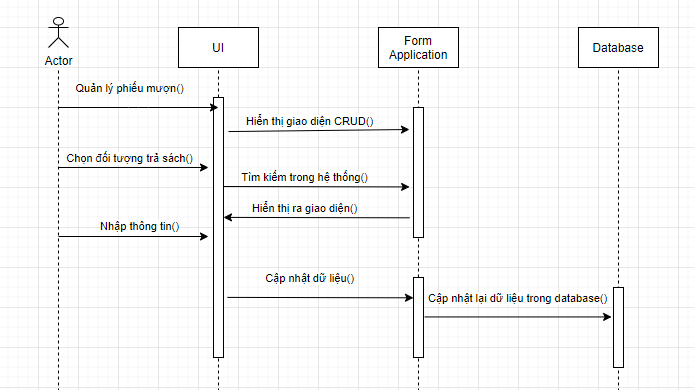 Actor
UI
Form
Application
Database
Quản lý phiếu mượn()
Hiển thị giao diện CRUD()
Chọn đối tượng trả sách()
Tìm kiếm trong hệ thống()
Hiển thị ra giao diện()
Nhập thông tin()
Cập nhật dữ liệu()
Cập nhật lại dữ liệu trong database()